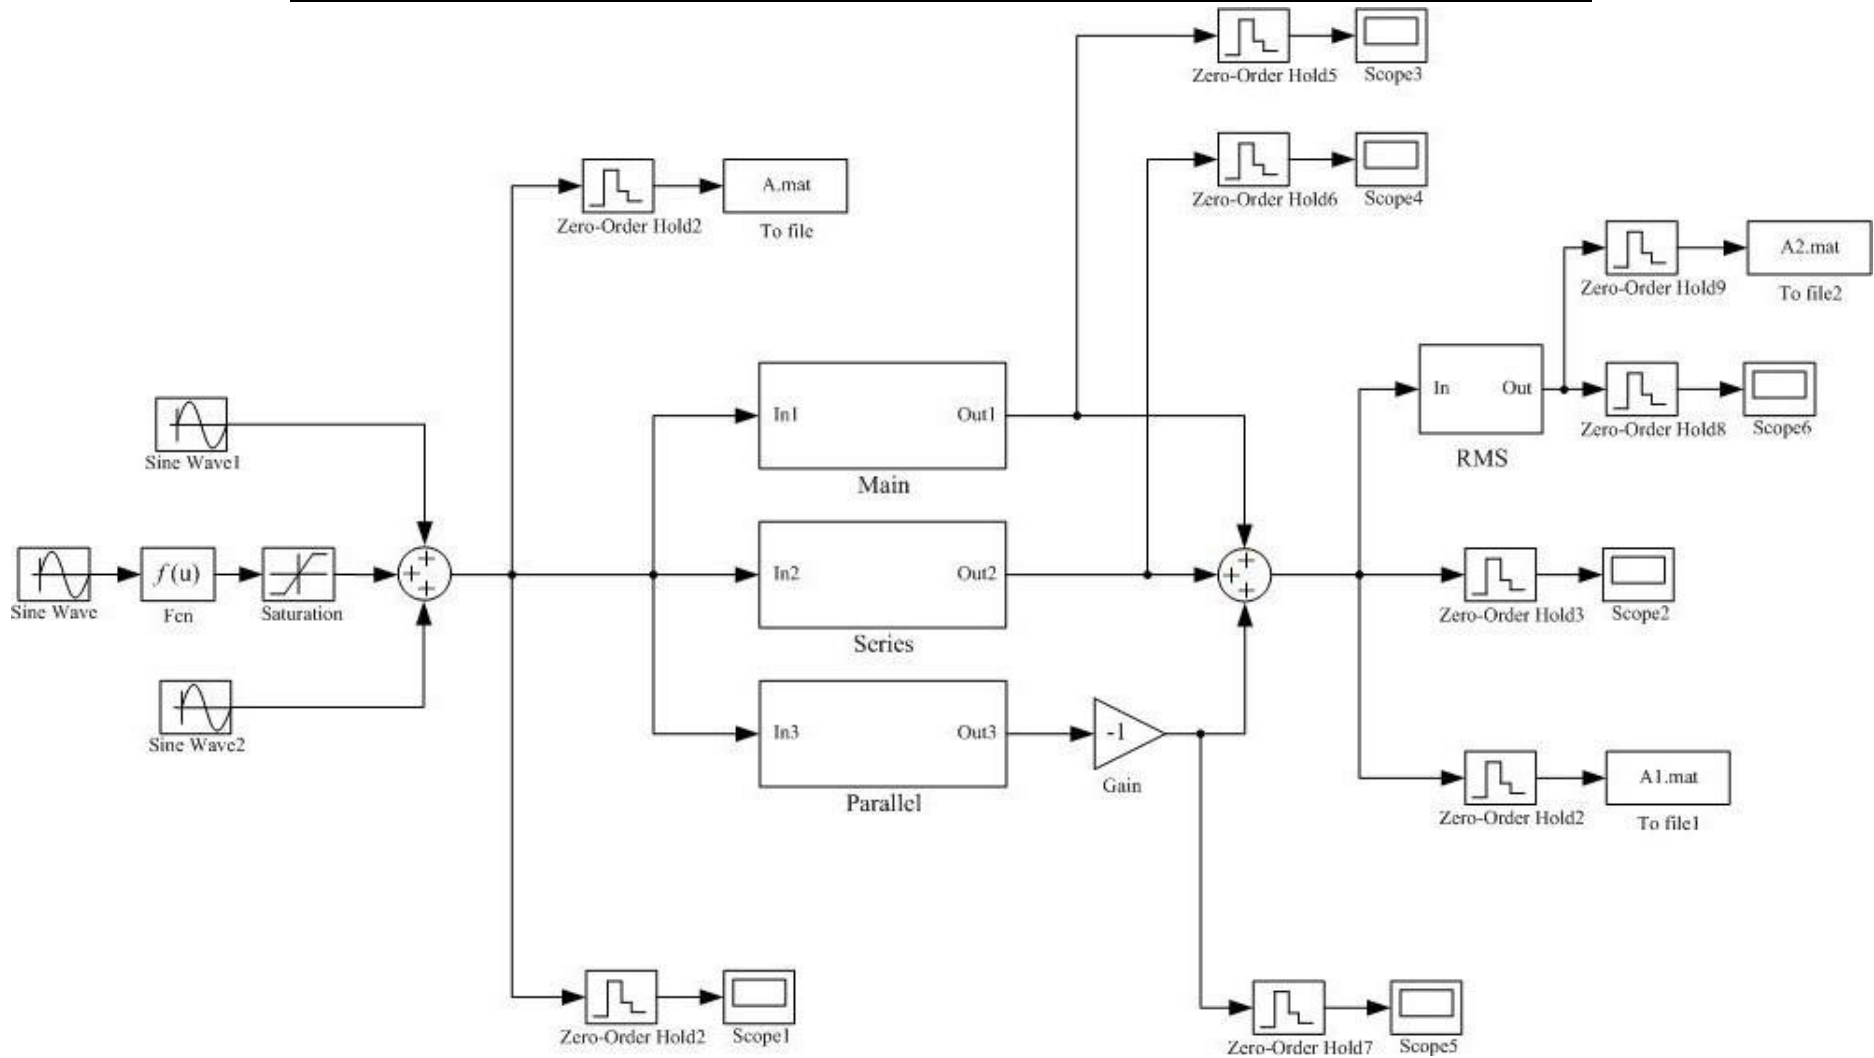 Zero-Order Hold5
Scope3
Zero-Order Hold6
Scope4
A.mat
Zero-Order Hold2
To file
A2.mat
Zero-Order Hold9
To file2
In Out
RMS
Zero-Order Hold8
Scope6
Sine Wave1
In1 Out1
Main
Sine Wave
f(u)
Fcn
Saturation
+
+
+
In2 Out2
Series
+
+
+
Zero-Order Hold3
Scope2
Sine Wave2
In3 Out3
Parallel
-1
Gain
A1.mat
Zero-Order Hold2
To file1
Zero-Order Hold2
Scope1
Zero-Order Hold7
Scope5